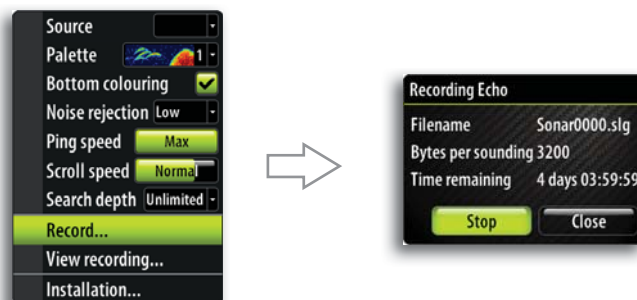 Source
Palette 1
Bottom colouring
Noise rejection Low
Ping speed Max
Scroll speed Normal
Search depth Unlimited
Record...
View recording...
Installation...
Recording Echo
Filename Sonar0000.slg
Bytes per sounding 3200
Time remaining 4 days 03:59:59
Stop Close